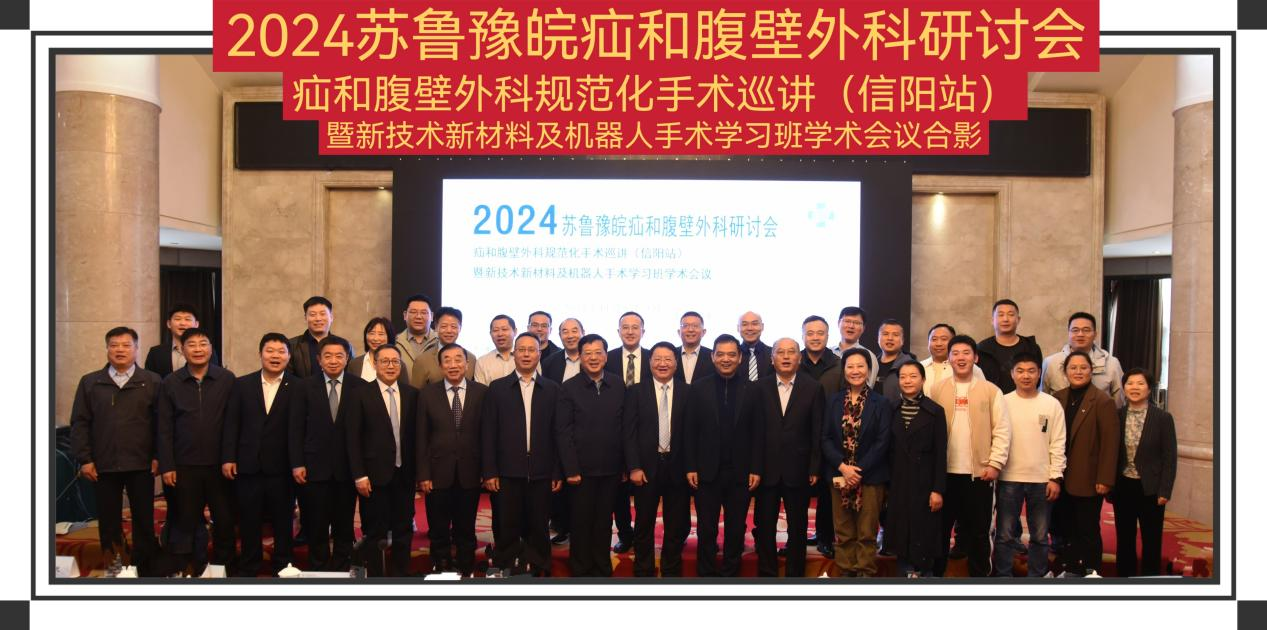 2024苏鲁豫皖疝和腹壁外科研讨会
疝和腹壁外科规范化手术巡讲（信阳站）
暨新技术新材料及机器人手术学习班学术会议合影
2024苏鲁豫皖疝和腹壁外科研讨会
疝和腹壁外科规范化手术巡讲（信阳站）
暨新技术新材料及机器人手术学习班学术会议